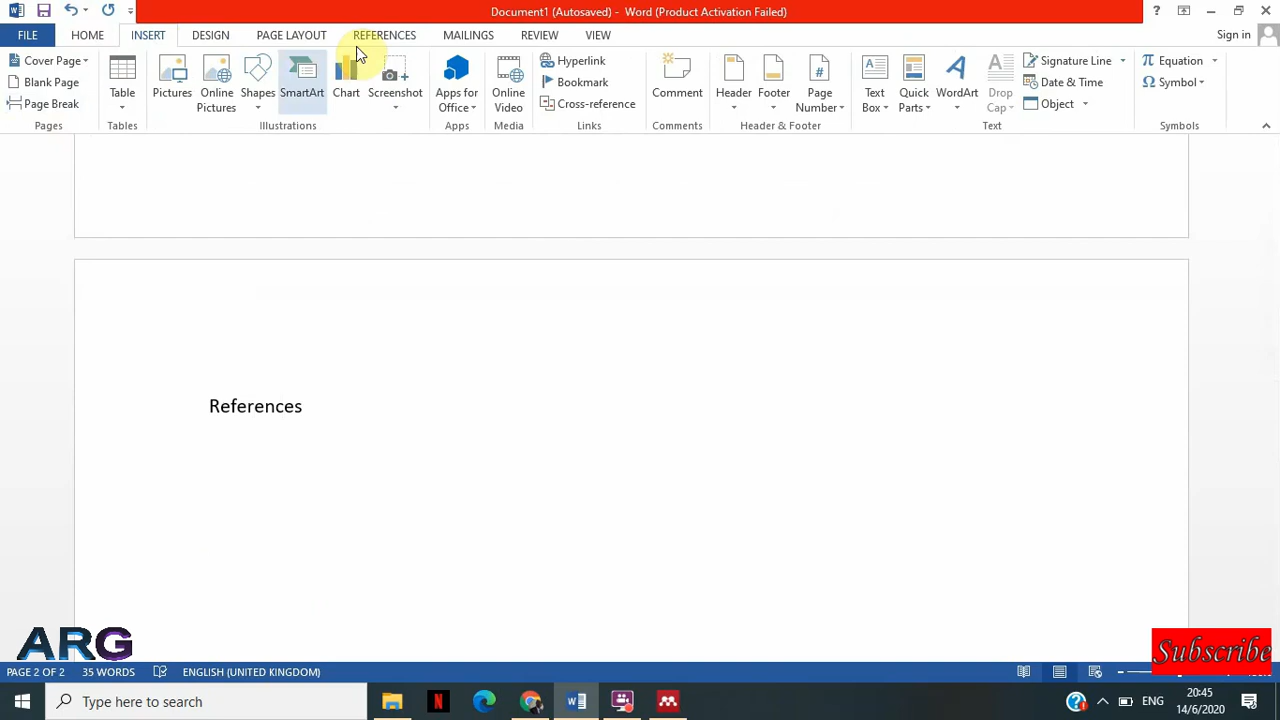 Document1 (Autosaved) - Word (Product Activation Failed)
?
FILE HOME INSERT DESIGN PAGE LAYOUT REFERENCES MAILINGS REVIEW VIEW Sign in
Cover Page
Blank Page
Page Break
Pages
Table
Tables
Pictures
Online Pictures
Shapes
SmartArt
Chart
Screenshot
Illustrations
Apps for Office
Apps
Online Video
Media
Hyperlink
Bookmark
Cross-reference
Links
Comment
Comments
Header
Footer
Page Number
Header & Footer
Text Box
Quick Parts
WordArt
Drop Cap
Signature Line
Date & Time
Object
Text
Equation
Symbol
Symbols
References
ARG
Subscribe
PAGE 2 OF 2 35 WORDS ENGLISH (UNITED KINGDOM)
Type here to search
ENG
20:45
14/6/2020